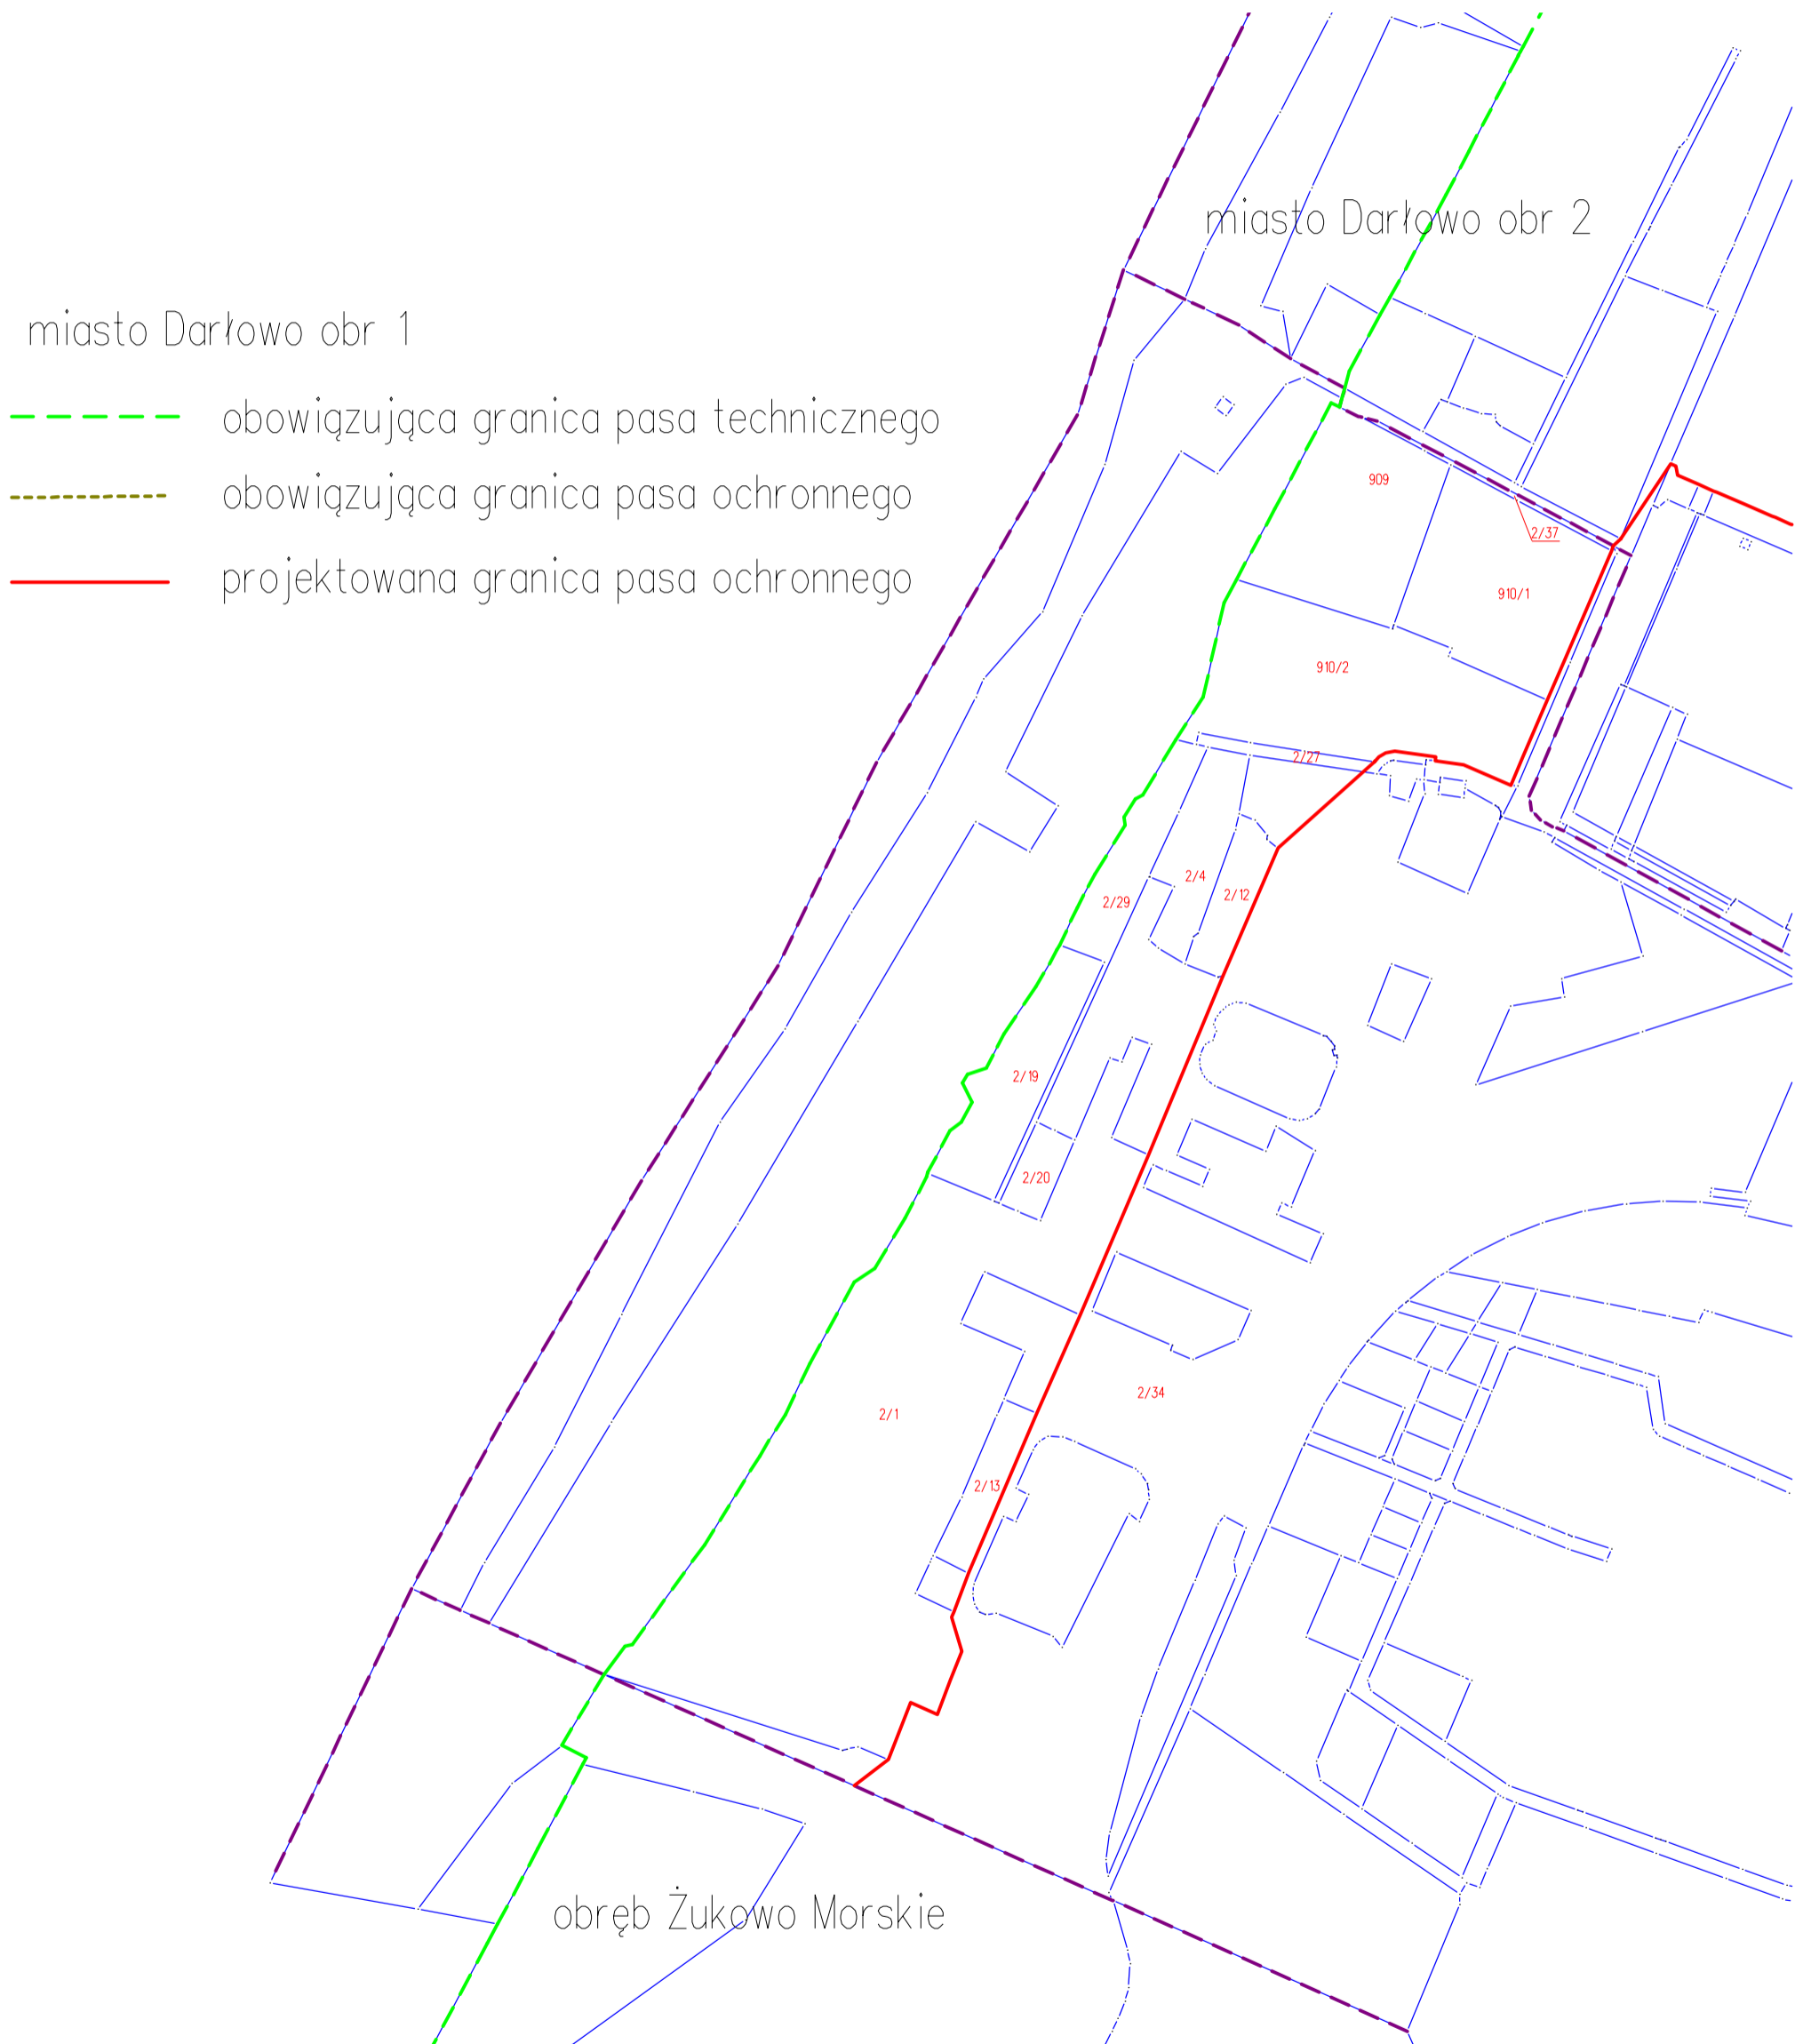 miasto Darłowo obr 2
miasto Darłowo obr 1
obowiązująca granica pasa technicznego
obowiązująca granica pasa ochronnego
projektowana granica pasa ochronnego
909
2/37
910/1
910/2
2/27
2/4
2/12
2/29
2/19
2/20
2/34
2/1
2/13
obręb Żukowo Morskie